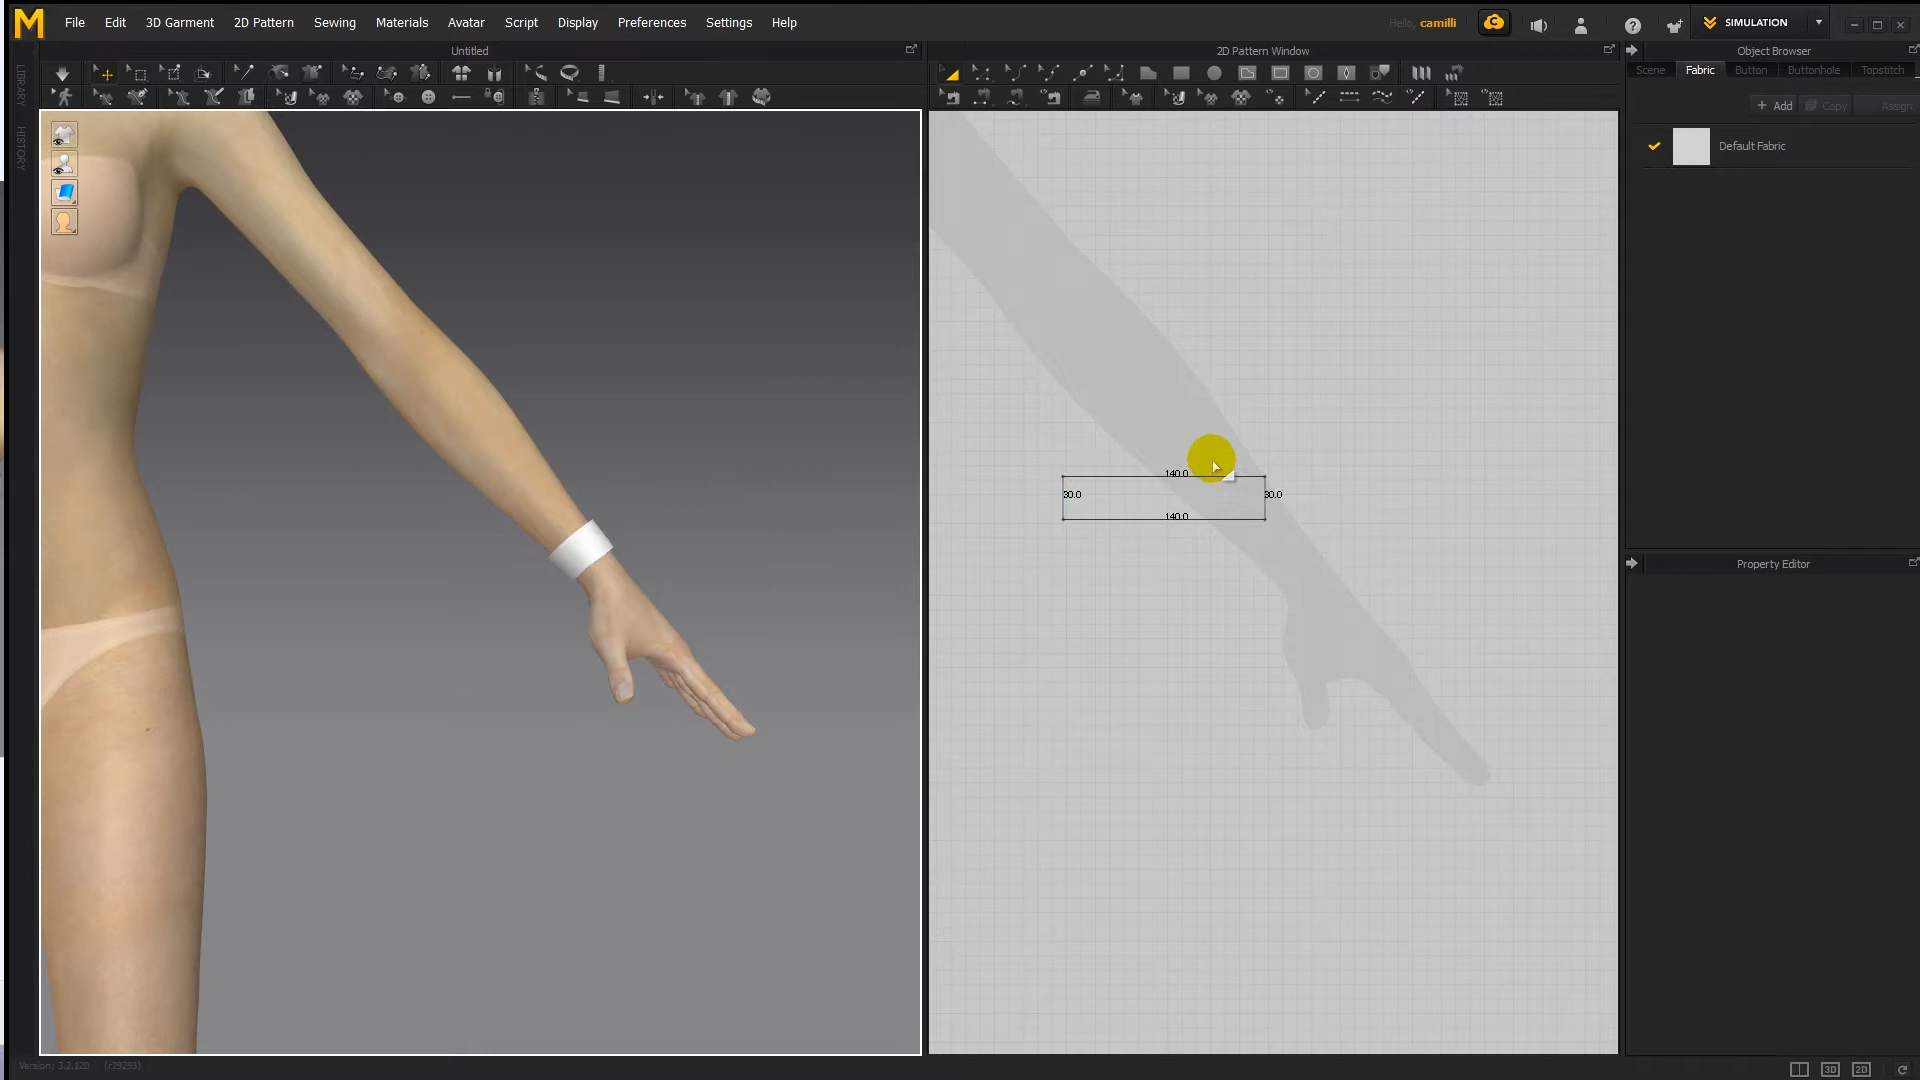 M File Edit 3D Garment 2D Pattern Sewing Materials Avatar Script Display Preferences Settings Help Hello, camilli SIMULATION
Untitled
2D Pattern Window
Object Browser
Scene Fabric Button Buttonhole Topstitch
+ Add Copy Assign
Default Fabric
LIBRARY
HISTORY
140.0
30.0 30.0
140.0
Property Editor
Version: 3.2.120 (r29293)
3D 2D